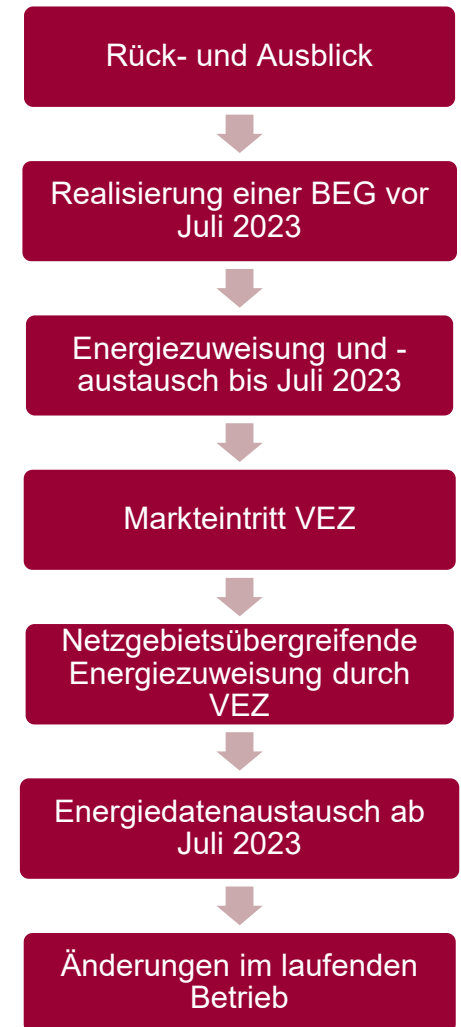 Rück- und Ausblick
Realisierung einer BEG vor
Juli 2023
Energiezuweisung und -
austausch bis Juli 2023
Markteintritt VEZ
Netzgebietsübergreifende
Energiezuweisung durch
VEZ
Energiedatenaustausch ab
Juli 2023
Änderungen im laufenden
Betrieb